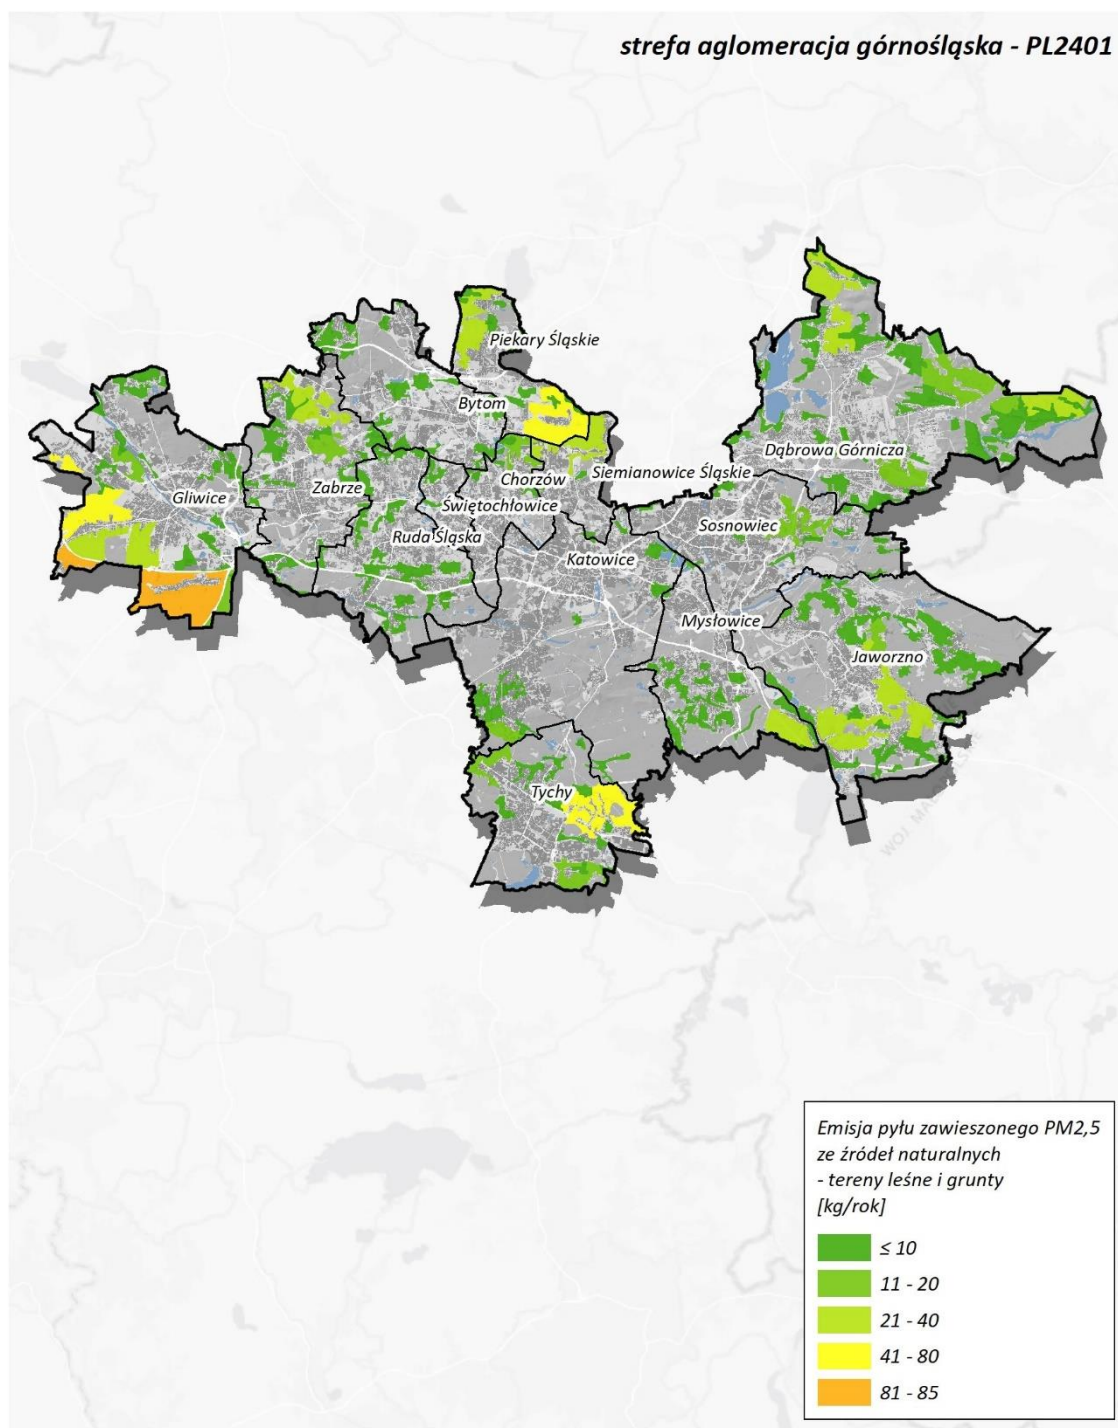 strefa aglomeracja górnośląska - PL2401
Piekary Śląskie
Bytom
Dąbrowa Górnicza
Siemianowice Śląskie
Chorzów
Zabrze
Gliwice
Świętochłowice
Sosnowiec
Ruda Śląska
Katowice
Mysłowice
Jaworzno
Tychy
WOJ. MA
Emisja pyłu zawieszonego PM2,5
ze źródeł naturalnych
- tereny leśne i grunty
[kg/rok]
≤ 10
11 - 20
21 - 40
41 - 80
81 - 85